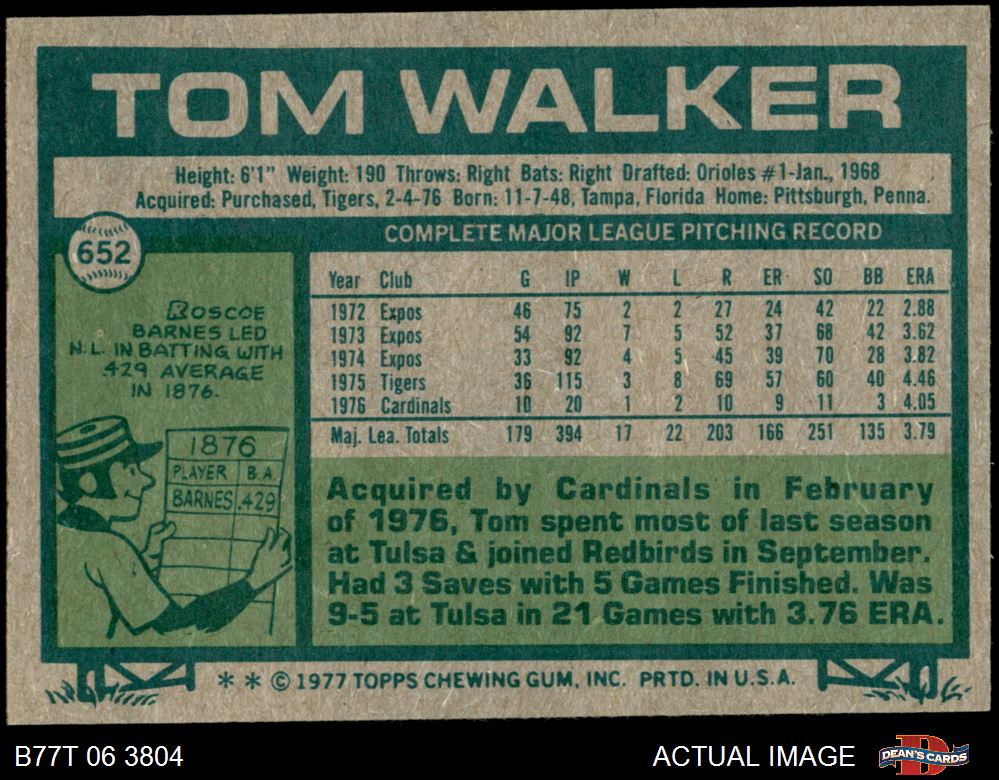 TOM WALKER
Height: 6'1" Weight: 190 Throws: Right Bats: Right Drafted: Orioles #1-Jan., 1968
Acquired: Purchased, Tigers, 2-4-76 Born: 11-7-48, Tampa, Florida Home: Pittsburgh, Penna.
652
COMPLETE MAJOR LEAGUE PITCHING RECORD
Year Club G IP W L R ER SO BB ERA
1972 Expos 46 75 2 2 27 24 42 22 2.88
1973 Expos 54 92 7 5 52 37 68 42 3.62
1974 Expos 33 92 4 5 45 39 70 28 3.82
1975 Tigers 36 115 3 8 69 57 60 40 4.46
1976 Cardinals 10 20 1 2 10 9 11 3 4.05
Maj. Lea. Totals 179 394 17 22 203 166 251 135 3.79
ROSCOE
BARNES LED
N.L. IN BATTING WITH
.429 AVERAGE
IN 1876.
1876
PLAYER B.A.
BARNES .429
Acquired by Cardinals in February
of 1976, Tom spent most of last season
at Tulsa & joined Redbirds in September.
Had 3 Saves with 5 Games Finished. Was
9-5 at Tulsa in 21 Games with 3.76 ERA.
* * © 1977 TOPPS CHEWING GUM, INC. PRTD. IN U.S.A.
B77T 06 3804
ACTUAL IMAGE
D
DEAN'S CARDS